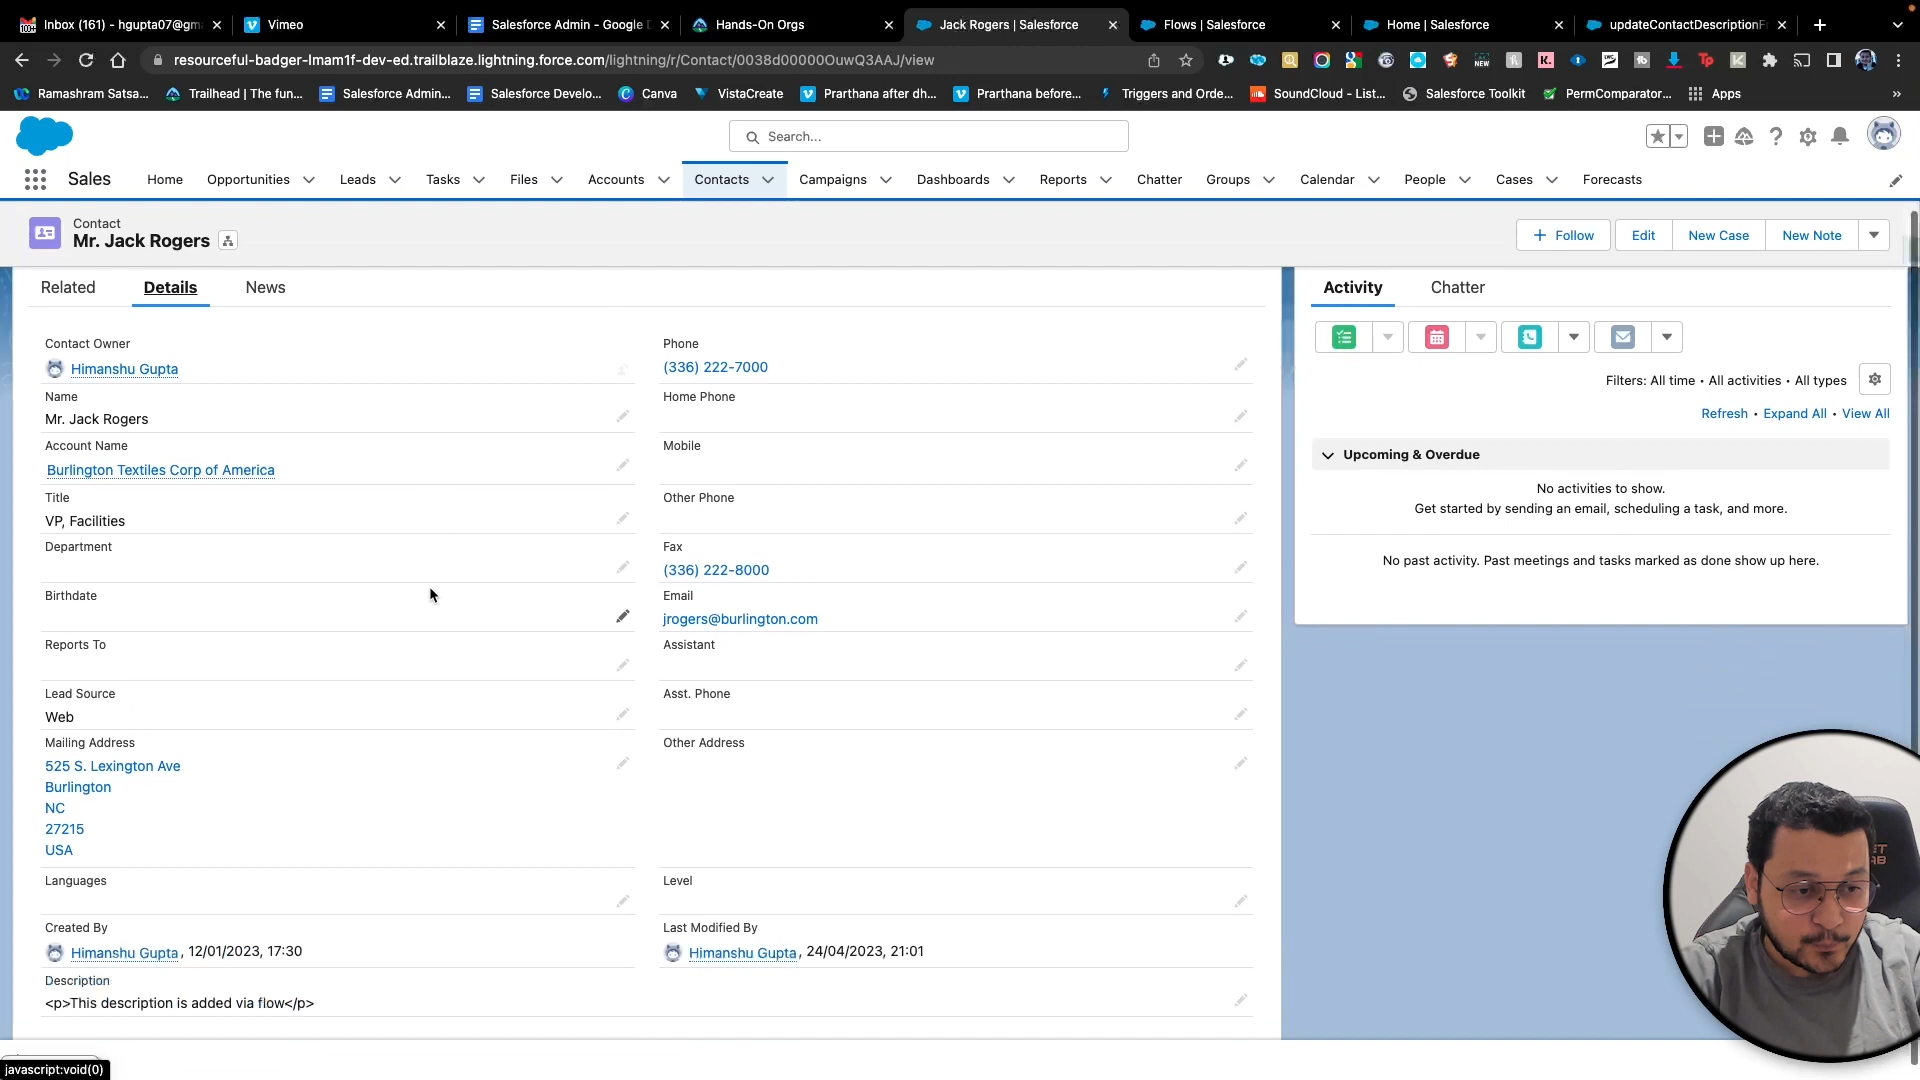 Inbox (161) - hgupta07@gm
Vimeo
Salesforce Admin - Google D
Hands-On Orgs
Jack Rogers | Salesforce
Flows | Salesforce
Home | Salesforce
updateContactDescriptionF
resourceful-badger-lmam1f-dev-ed.trailblaze.lightning.force.com/lightning/r/Contact/0038d00000OuwQ3AAJ/view
Ramashram Satsa...
Trailhead | The fun...
Salesforce Admin...
Salesforce Develo...
Canva
VistaCreate
Prarthana after dh...
Prarthana before...
Triggers and Orde...
SoundCloud - List...
Salesforce Toolkit
PermComparator...
Apps
Search...
Sales
Home
Opportunities
Leads
Tasks
Files
Accounts
Contacts
Campaigns
Dashboards
Reports
Chatter
Groups
Calendar
People
Cases
Forecasts
Contact
Mr. Jack Rogers
Follow
Edit
New Case
New Note
Related
Details
News
Contact Owner
Himanshu Gupta
Phone
(336) 222-7000
Name
Mr. Jack Rogers
Home Phone
Account Name
Burlington Textiles Corp of America
Mobile
Title
VP, Facilities
Other Phone
Department
Fax
(336) 222-8000
Birthdate
Email
jrogers@burlington.com
Reports To
Assistant
Lead Source
Web
Asst. Phone
Mailing Address
525 S. Lexington Ave
Burlington
NC
27215
USA
Other Address
Languages
Level
Created By
Himanshu Gupta, 12/01/2023, 17:30
Last Modified By
Himanshu Gupta, 24/04/2023, 21:01
Description
<p>This description is added via flow</p>
Activity
Chatter
Filters: All time • All activities • All types
Refresh • Expand All • View All
Upcoming & Overdue
No activities to show.
Get started by sending an email, scheduling a task, and more.
No past activity. Past meetings and tasks marked as done show up here.
javascript:void(0)